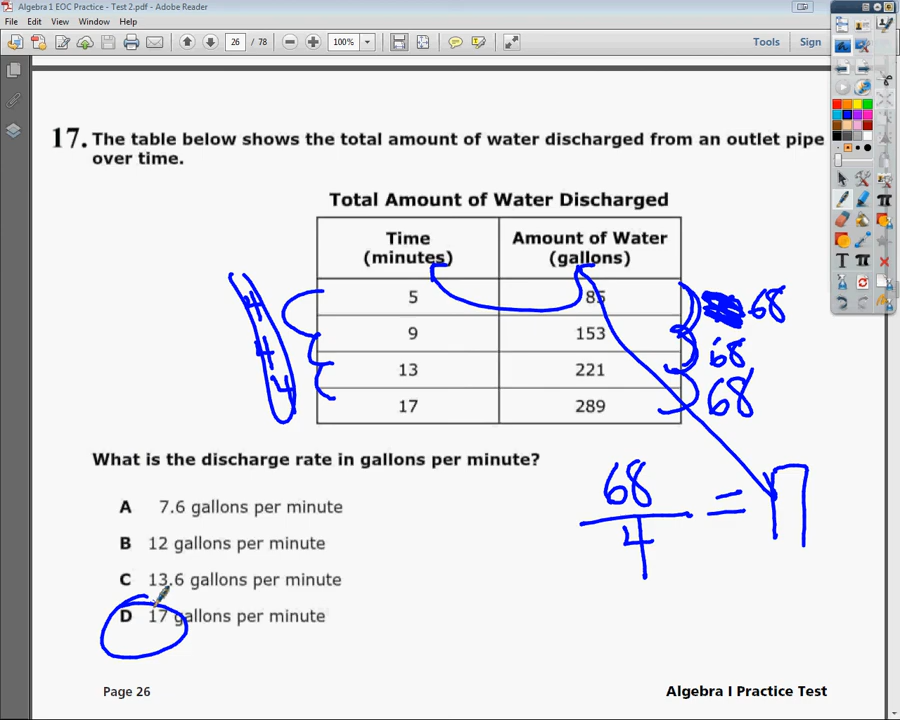 Algebra 1 EOC Practice - Test 2.pdf - Adobe Reader
File Edit View Window Help
26 / 78 100% Tools Sign
17. The table below shows the total amount of water discharged from an outlet pipe
over time.
Total Amount of Water Discharged
Time Amount of Water
(minutes) (gallons)
5 85 68
4 9 153 68
4 13 221 68
4 17 289
What is the discharge rate in gallons per minute?
68
4
= 17
A 7.6 gallons per minute
B 12 gallons per minute
C 13.6 gallons per minute
D 17 gallons per minute
Page 26 Algebra I Practice Test